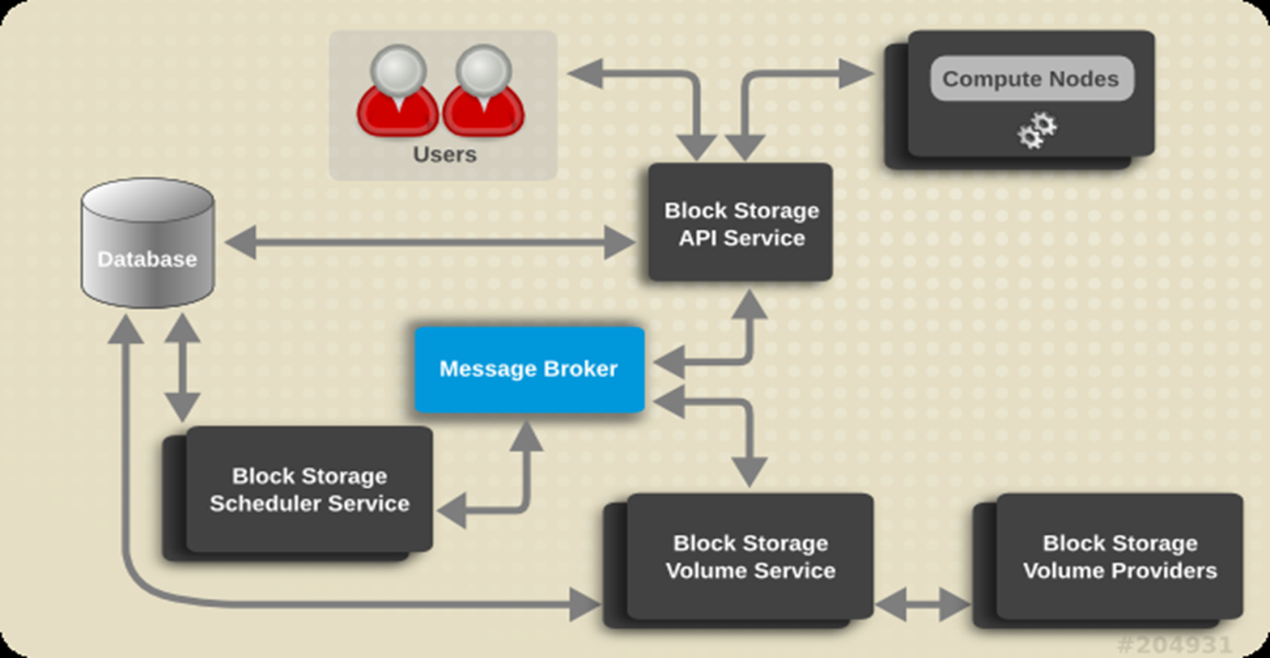 Users
Compute Nodes
Block Storage
API Service
Database
Message Broker
Block Storage
Scheduler Service
Block Storage
Volume Service
Block Storage
Volume Providers
#204931